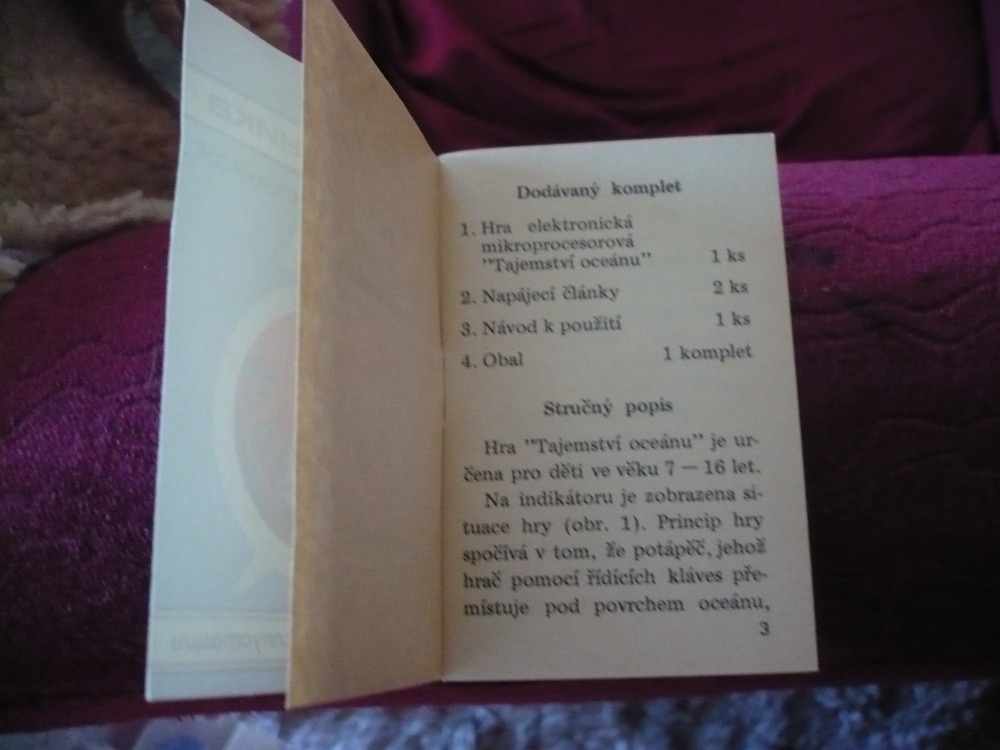 Dodávaný komplet
1. Hra elektronická
mikroprocesorová
"Tajemství oceánu" 1 ks
2. Napájecí články 2 ks
3. Návod k použití 1 ks
4. Obal 1 komplet
Stručný popis
Hra "Tajemství oceánu" je ur-
čena pro děti ve věku 7 — 16 let.
Na indikátoru je zobrazena si-
tuace hry (obr. 1). Princip hry
spočívá v tom, že potápěč, jehož
hrač pomocí řídících kláves pře-
místuje pod povrchem oceánu,
3